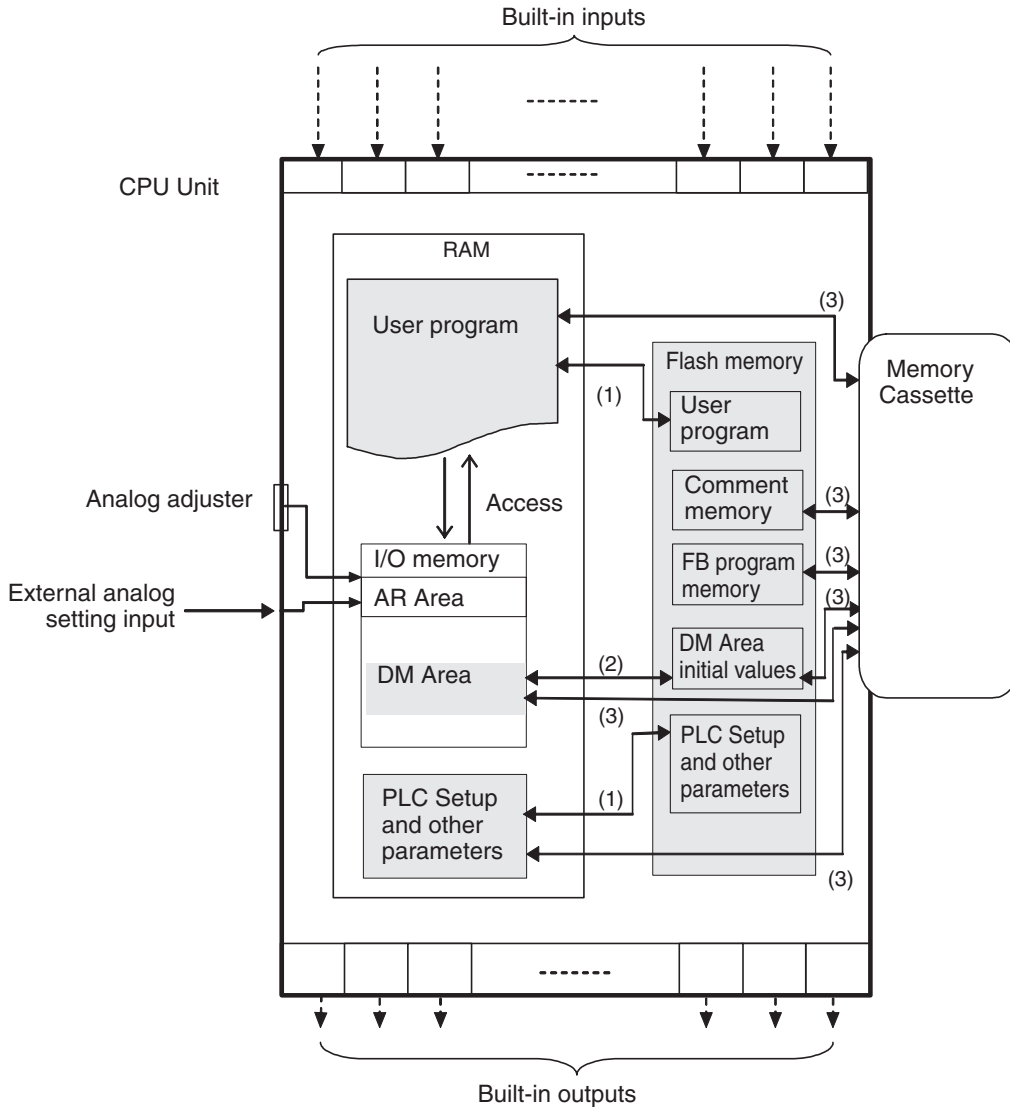 Built-in inputs
CPU Unit
RAM
User program
(3)
Memory
Cassette
Flash memory
(1)
User
program
Analog adjuster
Access
Comment
memory
(3)
I/O memory
FB program
memory
(3)
External analog
setting input
AR Area
(3)
DM Area
(2)
DM Area
initial values
(3)
PLC Setup
and other
parameters
PLC Setup
and other
parameters
(1)
(3)
Built-in outputs